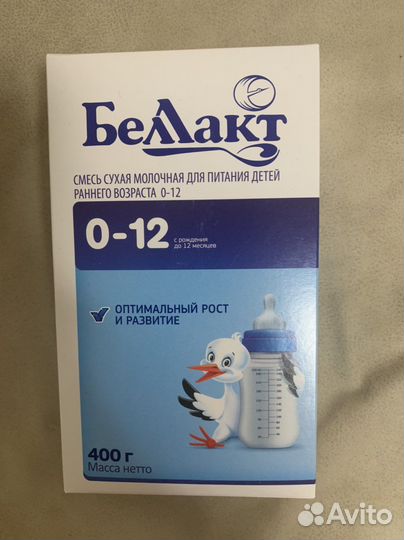 Беллакт
СМЕСЬ СУХАЯ МОЛОЧНАЯ ДЛЯ ПИТАНИЯ ДЕТЕЙ
РАННЕГО ВОЗРАСТА 0-12
0-12
с рождения
до 12 месяцев
ОПТИМАЛЬНЫЙ РОСТ
И РАЗВИТИЕ
400 г
Масса нетто
Avito